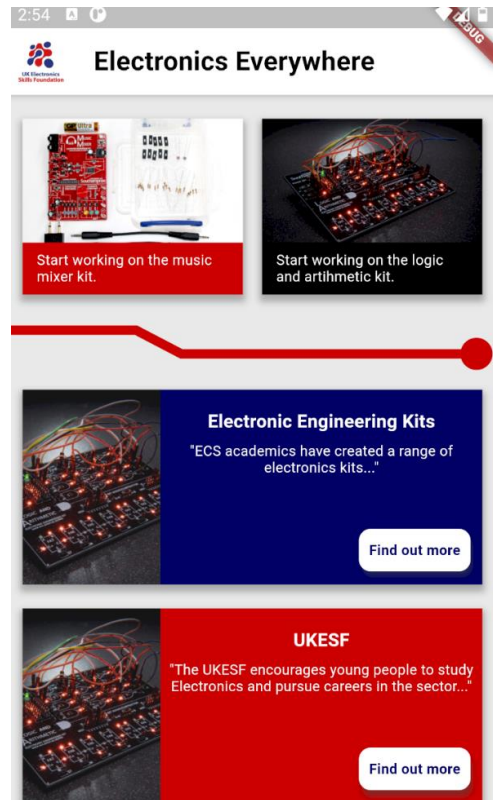 2:54
DEBUG
UK Electronics
Skills Foundation
Electronics Everywhere
Start working on the music
mixer kit.
Start working on the logic
and artihmetic kit.
Electronic Engineering Kits
"ECS academics have created a range of
electronics kits..."
Find out more
UKESF
"The UKESF encourages young people to study
Electronics and pursue careers in the sector..."
Find out more